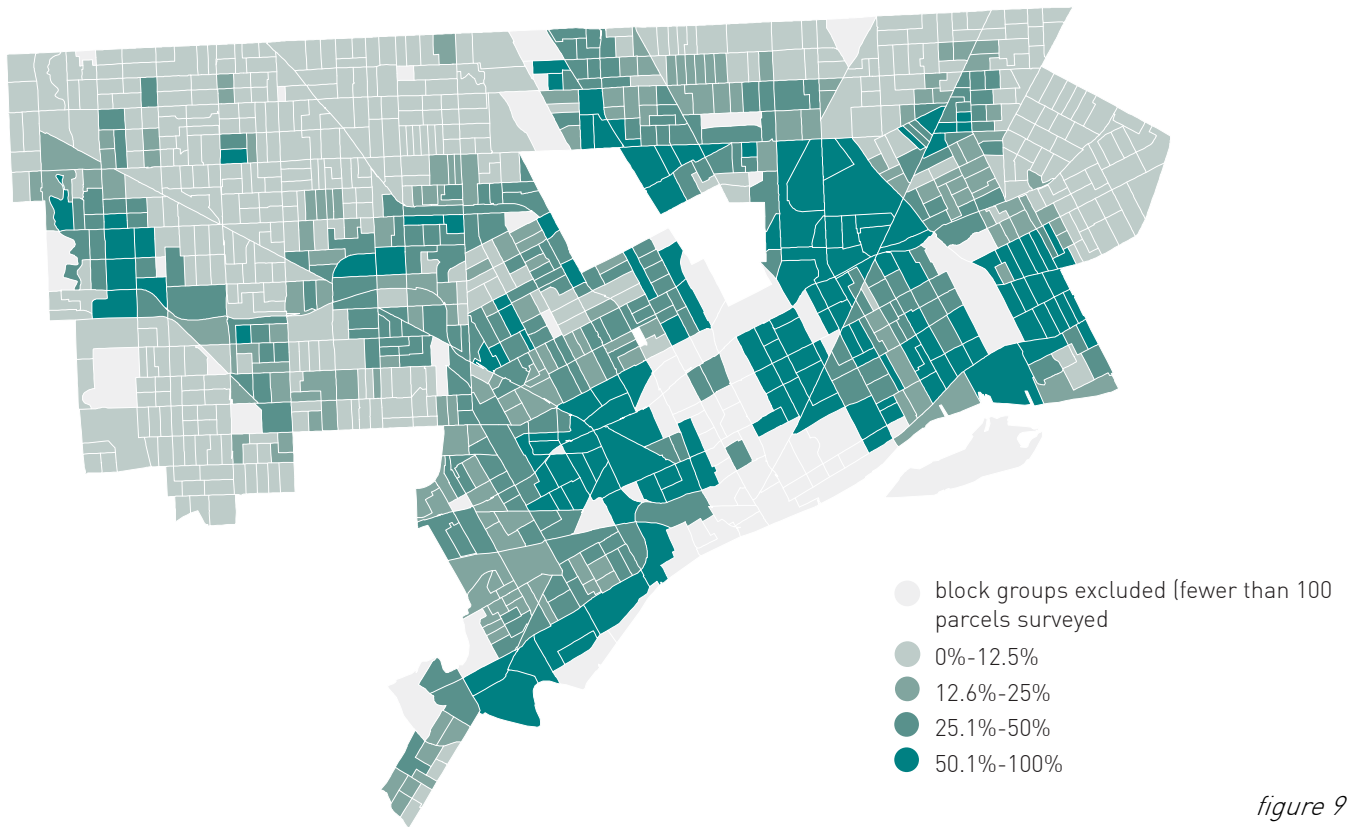 block groups excluded (fewer than 100
parcels surveyed
0%-12.5%
12.6%-25%
25.1%-50%
50.1%-100%
figure 9